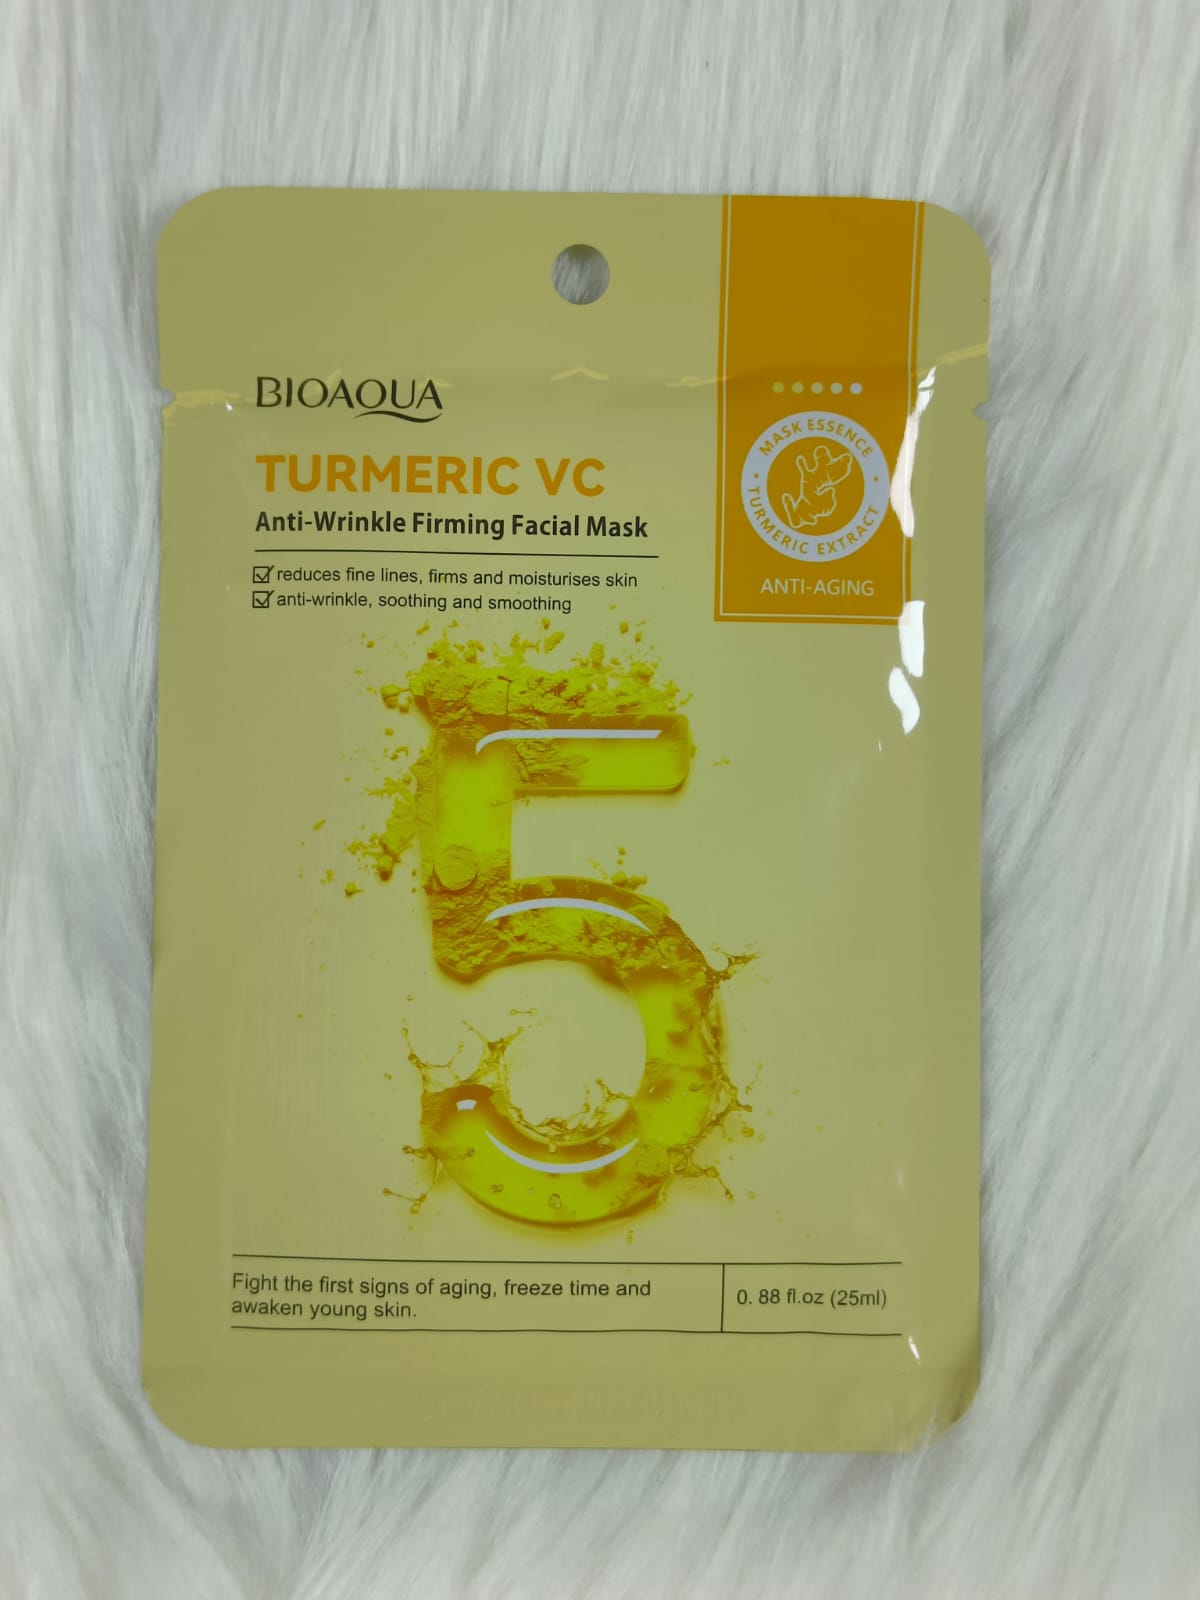 BIOAQUA
TURMERIC VC
Anti-Wrinkle Firming Facial Mask
reduces fine lines, firms and moisturises skin
anti-wrinkle, soothing and smoothing
MASK ESSENCE
TURMERIC EXTRACT
ANTI-AGING
5
Fight the first signs of aging, freeze time and
awaken young skin.
0. 88 fl.oz (25ml)